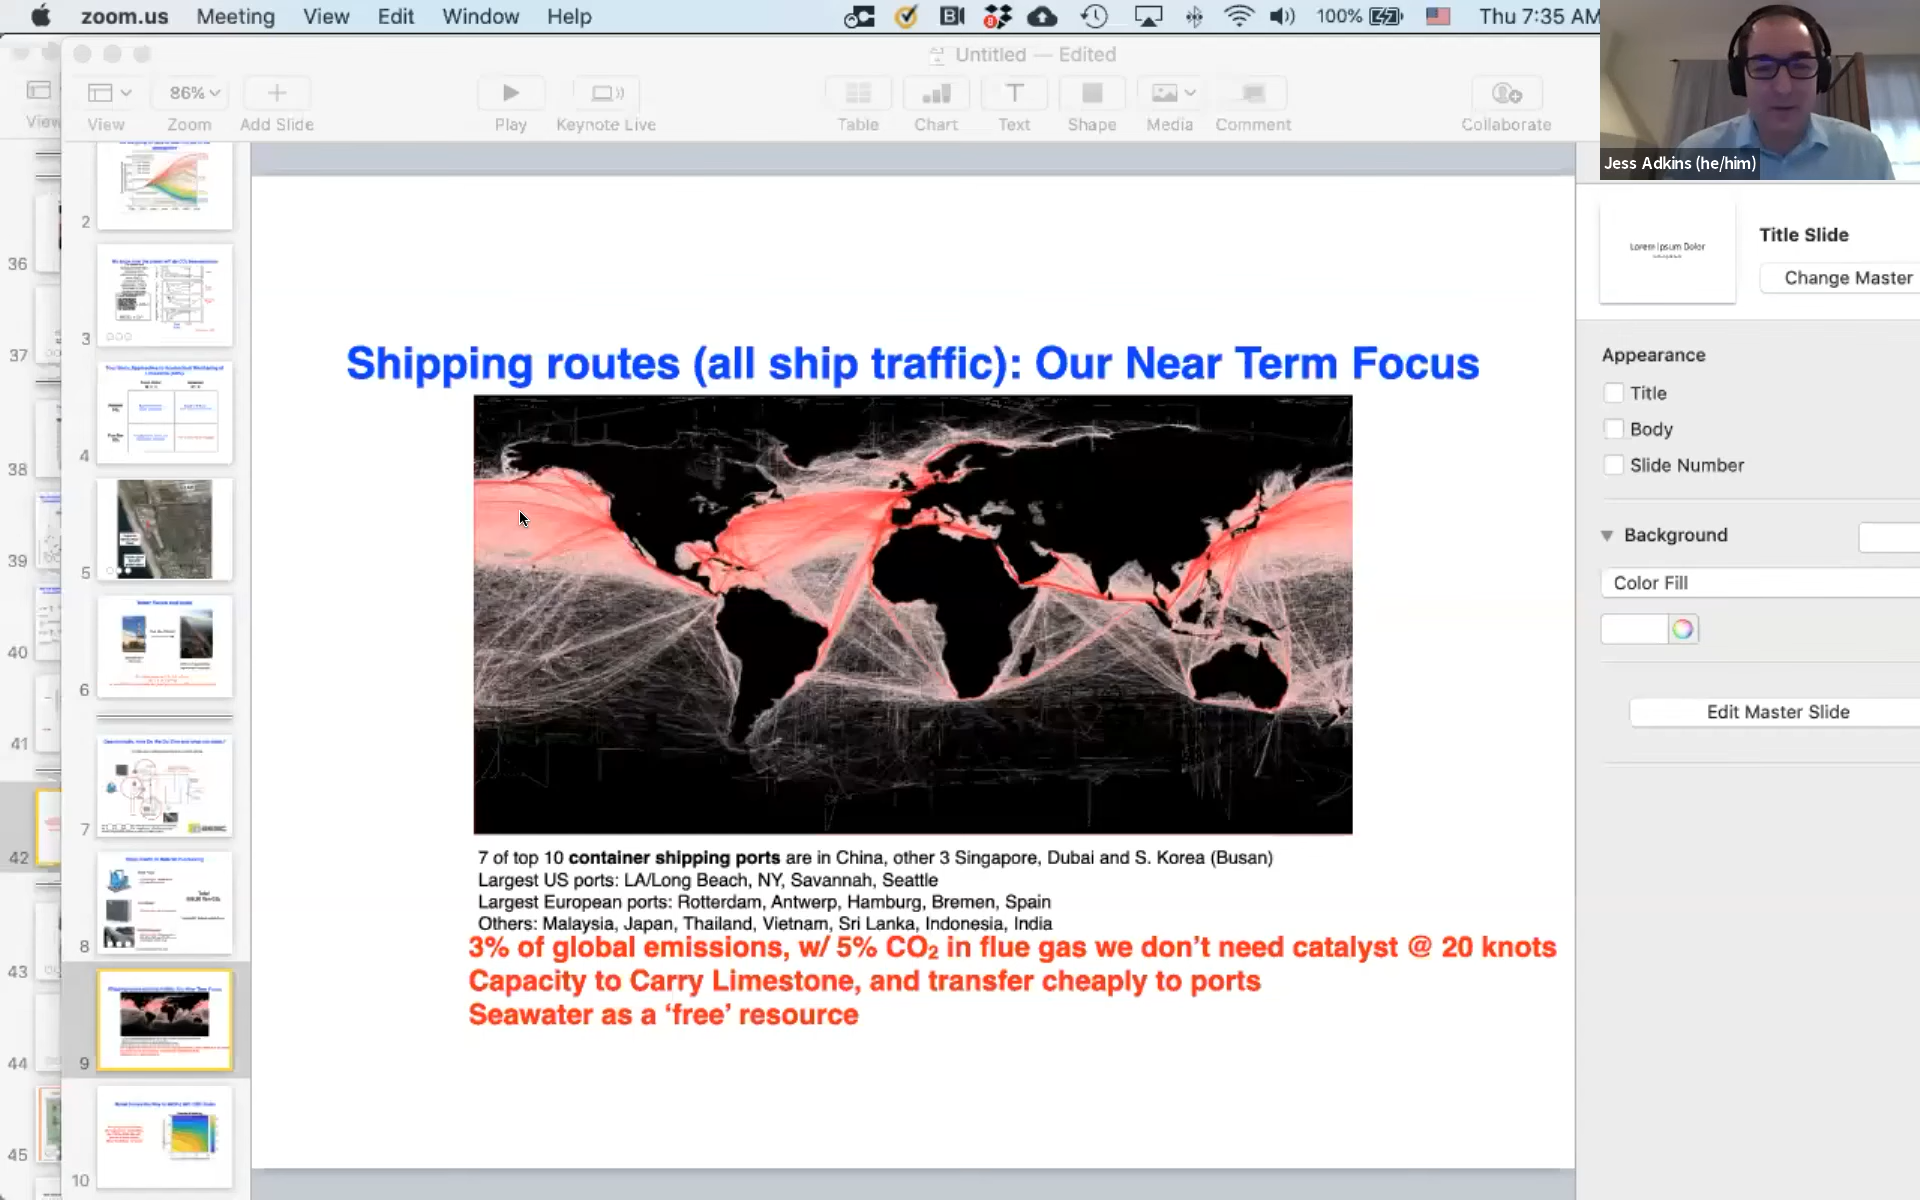 zoom.us Meeting View Edit Window Help 100% Thu 7:35 AM
Untitled — Edited
86%
View Zoom Add Slide Play Keynote Live Table Chart Text Shape Media Comment Collaborate
View
Jess Adkins (he/him)
36
37
38
39
40
41
42
43
44
45
2
3
4
5
6
7
8
9
10
Shipping routes (all ship traffic): Our Near Term Focus
7 of top 10 container shipping ports are in China, other 3 Singapore, Dubai and S. Korea (Busan)
Largest US ports: LA/Long Beach, NY, Savannah, Seattle
Largest European ports: Rotterdam, Antwerp, Hamburg, Bremen, Spain
Others: Malaysia, Japan, Thailand, Vietnam, Sri Lanka, Indonesia, India
3% of global emissions, w/ 5% CO₂ in flue gas we don’t need catalyst @ 20 knots
Capacity to Carry Limestone, and transfer cheaply to ports
Seawater as a ‘free’ resource
Lorem Ipsum Dolor
Title Slide
Change Master
Appearance
Title
Body
Slide Number
Background
Color Fill
Edit Master Slide